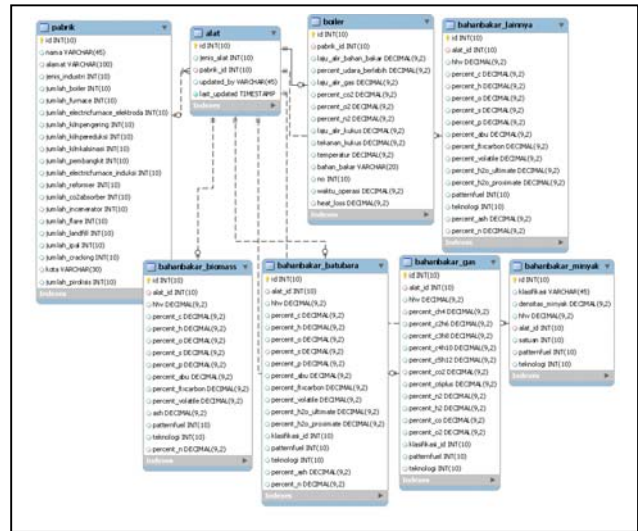 pabrik
id INT(10)
nama VARCHAR(45)
alamat VARCHAR(100)
jenis_industri INT(10)
jumlah_boiler INT(10)
jumlah_furnace INT(10)
jumlah_electricfurnace_elektroda INT(10)
jumlah_kilnpengering INT(10)
jumlah_kilnpereduksi INT(10)
jumlah_kilnkalsinasi INT(10)
jumlah_pembangkit INT(10)
jumlah_electricfurnace_induksi INT(10)
jumlah_reformer INT(10)
jumlah_co2absorber INT(10)
jumlah_incenerator INT(10)
jumlah_flare INT(10)
jumlah_landfill INT(10)
jumlah_ipal INT(10)
jumlah_cracking INT(10)
kota VARCHAR(30)
jumlah_pirolisis INT(10)
alat
id INT(10)
jenis_alat INT(10)
pabrik_id INT(10)
updated_by VARCHAR(45)
last_updated TIMESTAMP
Indexes
boiler
id INT(10)
pabrik_id INT(10)
laju_alir_bahan_bakar DECIMAL(9,2)
percent_udara_berlebih DECIMAL(9,2)
laju_alir_gas DECIMAL(9,2)
percent_co2 DECIMAL(9,2)
percent_o2 DECIMAL(9,2)
percent_n2 DECIMAL(9,2)
laju_alir_kukus DECIMAL(9,2)
tekanan_kukus DECIMAL(9,2)
temperatur DECIMAL(9,2)
bahan_bakar VARCHAR(20)
no INT(10)
waktu_operasi DECIMAL(9,2)
heat_loss DECIMAL(9,2)
Indexes
bahanbakar_lainnya
id INT(10)
alat_id INT(10)
hhv DECIMAL(9,2)
percent_c DECIMAL(9,2)
percent_h DECIMAL(9,2)
percent_o DECIMAL(9,2)
percent_s DECIMAL(9,2)
percent_p DECIMAL(9,2)
percent_abu DECIMAL(9,2)
percent_fixcarbon DECIMAL(9,2)
percent_volatile DECIMAL(9,2)
percent_h2o_ultimate DECIMAL(9,2)
percent_h2o_proximate DECIMAL(9,2)
patternfuel INT(10)
teknologi INT(10)
percent_ash DECIMAL(9,2)
percent_n DECIMAL(9,2)
Indexes
bahanbakar_biomass
id INT(10)
alat_id INT(10)
hhv DECIMAL(9,2)
percent_c DECIMAL(9,2)
percent_h DECIMAL(9,2)
percent_o DECIMAL(9,2)
percent_s DECIMAL(9,2)
percent_p DECIMAL(9,2)
percent_abu DECIMAL(9,2)
percent_fixcarbon DECIMAL(9,2)
percent_volatile DECIMAL(9,2)
ash DECIMAL(9,2)
patternfuel INT(10)
teknologi INT(10)
percent_n DECIMAL(9,2)
Indexes
bahanbakar_batubara
id INT(10)
alat_id INT(10)
hhv DECIMAL(9,2)
percent_c DECIMAL(9,2)
percent_h DECIMAL(9,2)
percent_o DECIMAL(9,2)
percent_s DECIMAL(9,2)
percent_p DECIMAL(9,2)
percent_abu DECIMAL(9,2)
percent_fixcarbon DECIMAL(9,2)
percent_volatile DECIMAL(9,2)
percent_h2o_ultimate DECIMAL(9,2)
percent_h2o_proximate DECIMAL(9,2)
klasifikasi_id INT(10)
patternfuel INT(10)
teknologi INT(10)
percent_ash DECIMAL(9,2)
percent_n DECIMAL(9,2)
Indexes
bahanbakar_gas
id INT(10)
alat_id INT(10)
hhv DECIMAL(9,2)
percent_ch4 DECIMAL(9,2)
percent_c2h6 DECIMAL(9,2)
percent_c3h8 DECIMAL(9,2)
percent_c4h10 DECIMAL(9,2)
percent_c5h12 DECIMAL(9,2)
percent_co2 DECIMAL(9,2)
percent_c6plus DECIMAL(9,2)
percent_n2 DECIMAL(9,2)
percent_h2 DECIMAL(9,2)
percent_co DECIMAL(9,2)
percent_o2 DECIMAL(9,2)
klasifikasi_id INT(10)
patternfuel INT(10)
teknologi INT(10)
Indexes
bahanbakar_minyak
id INT(10)
klasifikasi VARCHAR(45)
densitas_minyak DECIMAL(9,2)
hhv DECIMAL(9,2)
alat_id INT(10)
satuan INT(10)
patternfuel INT(10)
teknologi INT(10)
Indexes